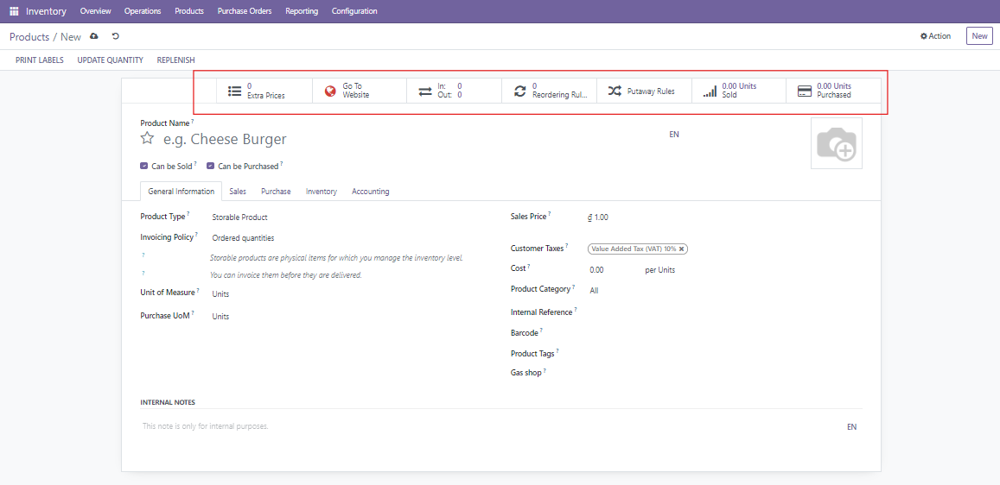 Inventory Overview Operations Products Purchase Orders Reporting Configuration
Products / New Action New
PRINT LABELS UPDATE QUANTITY REPLENISH
0
Extra Prices
Go To
Website
In: 0
Out: 0
0
Reordering Rul...
Putaway Rules
0.00 Units
Sold
0.00 Units
Purchased
Product Name ?
e.g. Cheese Burger
EN
Can be Sold ? Can be Purchased ?
General Information Sales Purchase Inventory Accounting
Product Type ? Storable Product
Invoicing Policy ? Ordered quantities
? Storable products are physical items for which you manage the inventory level.
? You can invoice them before they are delivered.
Unit of Measure ? Units
Purchase UoM ? Units
Sales Price ? ₫ 1.00
Customer Taxes ? Value Added Tax (VAT) 10% ×
Cost ? 0.00 per Units
Product Category ? All
Internal Reference ?
Barcode ?
Product Tags ?
Gas shop ?
INTERNAL NOTES
This note is only for internal purposes. EN